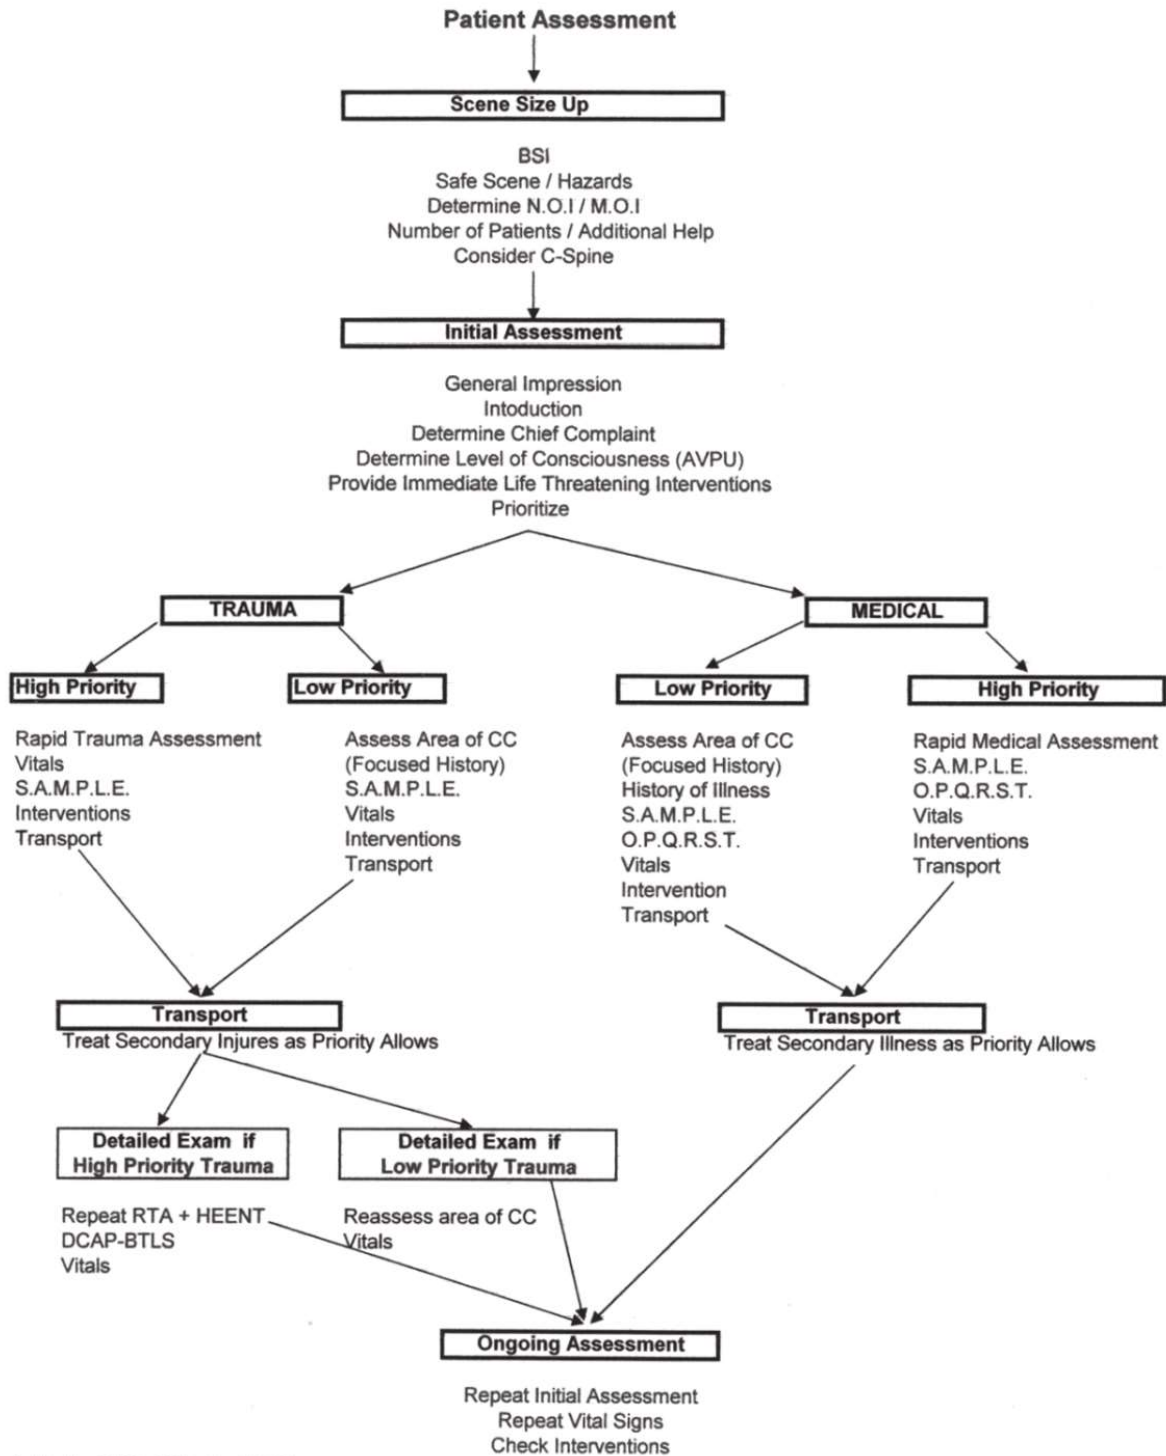 Patient Assessment
Scene Size Up
BSI
Safe Scene / Hazards
Determine N.O.I / M.O.I
Number of Patients / Additional Help
Consider C-Spine
Initial Assessment
General Impression
Intoduction
Determine Chief Complaint
Determine Level of Consciousness (AVPU)
Provide Immediate Life Threatening Interventions
Prioritize
TRAUMA
High Priority
Rapid Trauma Assessment
Vitals
S.A.M.P.L.E.
Interventions
Transport
Low Priority
Assess Area of CC
(Focused History)
S.A.M.P.L.E.
Vitals
Interventions
Transport
MEDICAL
Low Priority
Assess Area of CC
(Focused History)
History of Illness
S.A.M.P.L.E.
O.P.Q.R.S.T.
Vitals
Intervention
Transport
High Priority
Rapid Medical Assessment
S.A.M.P.L.E.
O.P.Q.R.S.T.
Vitals
Interventions
Transport
Transport
Treat Secondary Injures as Priority Allows
Transport
Treat Secondary Illness as Priority Allows
Detailed Exam if
High Priority Trauma
Repeat RTA + HEENT
DCAP-BTLS
Vitals
Detailed Exam if
Low Priority Trauma
Reassess area of CC
Vitals
Ongoing Assessment
Repeat Initial Assessment
Repeat Vital Signs
Check Interventions